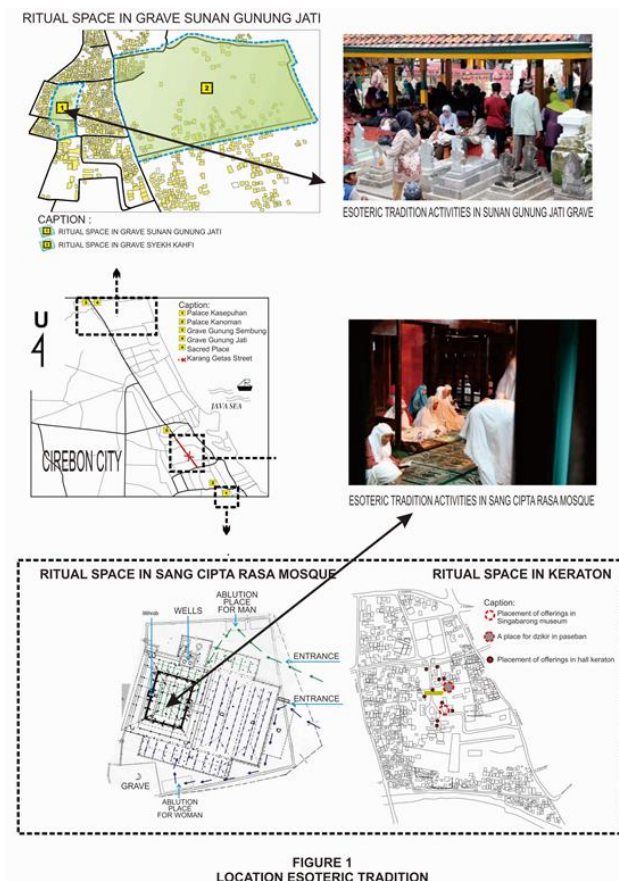 RITUAL SPACE IN GRAVE SUNAN GUNUNG JATI
1
2
CAPTION :
1 RITUAL SPACE IN GRAVE SUNAN GUNUNG JATI
2 RITUAL SPACE IN GRAVE SYEKH KAHFI
ESOTERIC TRADITION ACTIVITIES IN SUNAN GUNUNG JATI GRAVE
U
Caption:
Palace Kasepuhan
Palace Kanoman
Grave Gunung Sembung
Grave Gunung Jati
Sacred Place
Karang Getas Street
JAVA SEA
CIREBON CITY
ESOTERIC TRADITION ACTIVITIES IN SANG CIPTA RASA MOSQUE
RITUAL SPACE IN SANG CIPTA RASA MOSQUE
ABLUTION
PLACE
FOR MAN
Mihrab
WELLS
ENTRANCE
ENTRANCE
GRAVE
ABLUTION
PLACE
FOR WOMAN
RITUAL SPACE IN KERATON
Caption:
Placement of offerings in
Singabarong museum
A place for dzikir in paseban
Placement of offerings in hall keraton
FIGURE 1
LOCATION ESOTERIC TRADITION